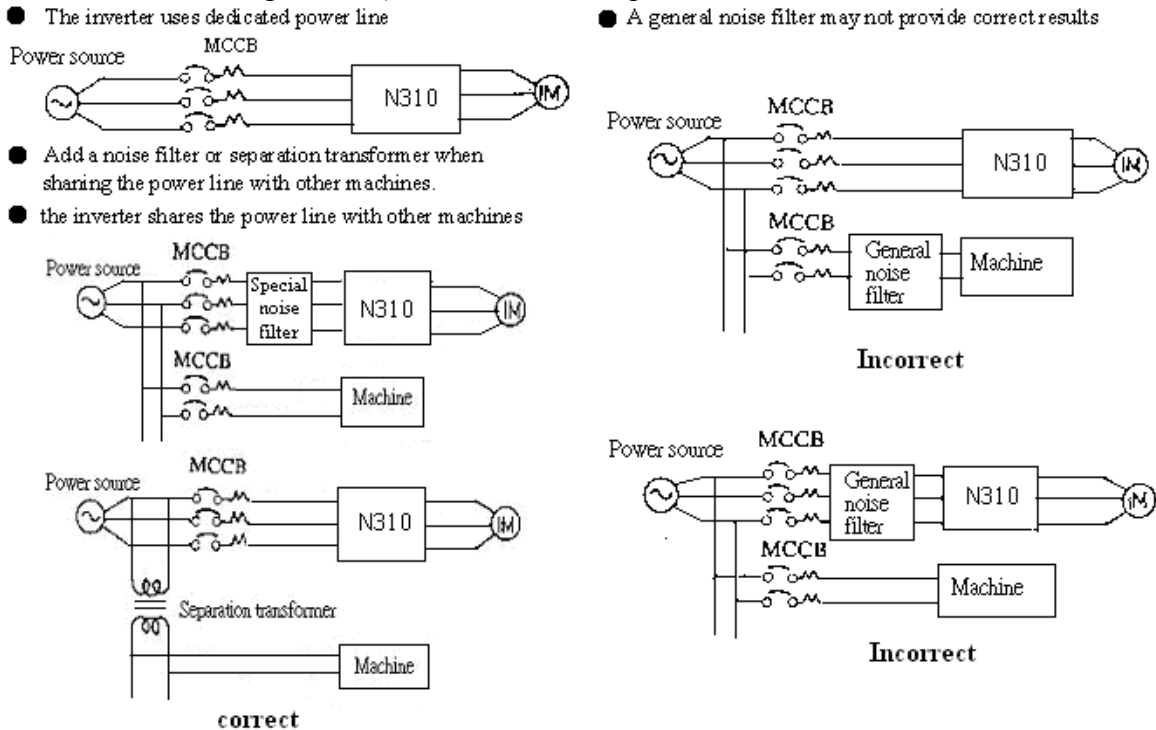 ● The inverter uses dedicated power line
Power source
MCCB
N310
IM
● Add a noise filter or separation transformer when
sharing the power line with other machines.
● the inverter shares the power line with other machines
MCCB
Power source
Special
noise
filter
N310
IM
MCCB
Machine
MCCB
Power source
N310
IM
Separation transformer
Machine
correct
● A general noise filter may not provide correct results
MCCB
Power source
N310
IM
MCCB
General
noise
filter
Machine
Incorrect
MCCB
Power source
General
noise
filter
N310
IM
MCCB
Machine
Incorrect